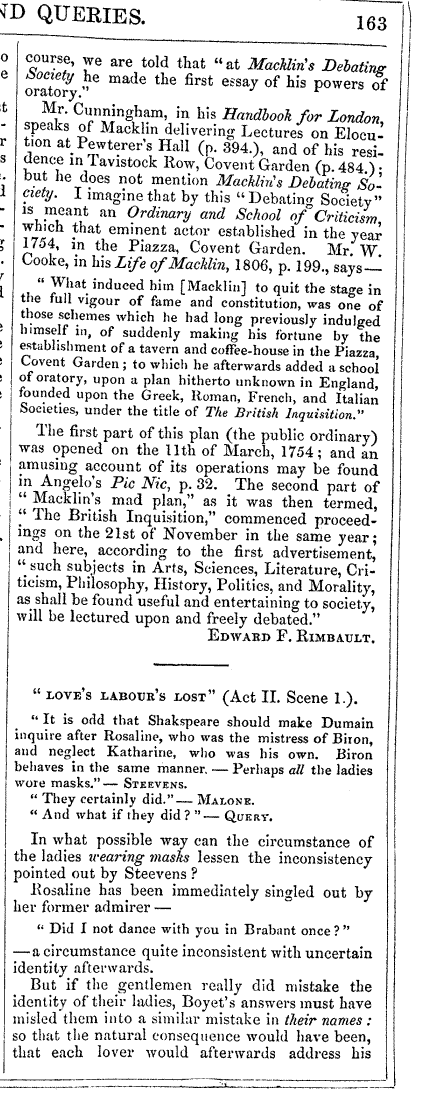 ND QUERIES. 163
course, we are told that "at Macklin's Debating
Society he made the first essay of his powers of
oratory."
Mr. Cunningham, in his Handbook for London,
speaks of Macklin delivering Lectures on Elocu-
tion at Pewterer's Hall (p. 394.), and of his resi-
dence in Tavistock Row, Covent Garden (p. 484.);
but he does not mention Macklin's Debating So-
ciety. I imagine that by this "Debating Society"
is meant an Ordinary and School of Criticism,
which that eminent actor established in the year
1754, in the Piazza, Covent Garden. Mr. W.
Cooke, in his Life of Macklin, 1806, p. 199., says—
"What induced him [Macklin] to quit the stage in
the full vigour of fame and constitution, was one of
those schemes which he had long previously indulged
himself in, of suddenly making his fortune by the
establishment of a tavern and coffee-house in the Piazza,
Covent Garden; to which he afterwards added a school
of oratory, upon a plan hitherto unknown in England,
founded upon the Greek, Roman, French, and Italian
Societies, under the title of The British Inquisition."
The first part of this plan (the public ordinary)
was opened on the 11th of March, 1754; and an
amusing account of its operations may be found
in Angelo's Pic Nic, p. 32. The second part of
"Macklin's mad plan," as it was then termed,
"The British Inquisition," commenced proceed-
ings on the 21st of November in the same year;
and here, according to the first advertisement,
"such subjects in Arts, Sciences, Literature, Cri-
ticism, Philosophy, History, Politics, and Morality,
as shall be found useful and entertaining to society,
will be lectured upon and freely debated."
EDWARD F. RIMBAULT.
"LOVE'S LABOUR'S LOST" (Act II. Scene 1.).
"It is odd that Shakspeare should make Dumain
inquire after Rosaline, who was the mistress of Biron,
and neglect Katharine, who was his own. Biron
behaves in the same manner.—Perhaps all the ladies
wore masks."—STEEVENS.
"They certainly did."—MALONE.
"And what if they did?"—QUERY.
In what possible way can the circumstance of
the ladies wearing masks lessen the inconsistency
pointed out by Steevens?
Rosaline has been immediately singled out by
her former admirer—
"Did I not dance with you in Brabant once?"
—a circumstance quite inconsistent with uncertain
identity afterwards.
But if the gentlemen really did mistake the
identity of their ladies, Boyet's answers must have
misled them into a similar mistake in their names:
so that the natural consequence would have been,
that each lover would afterwards address his